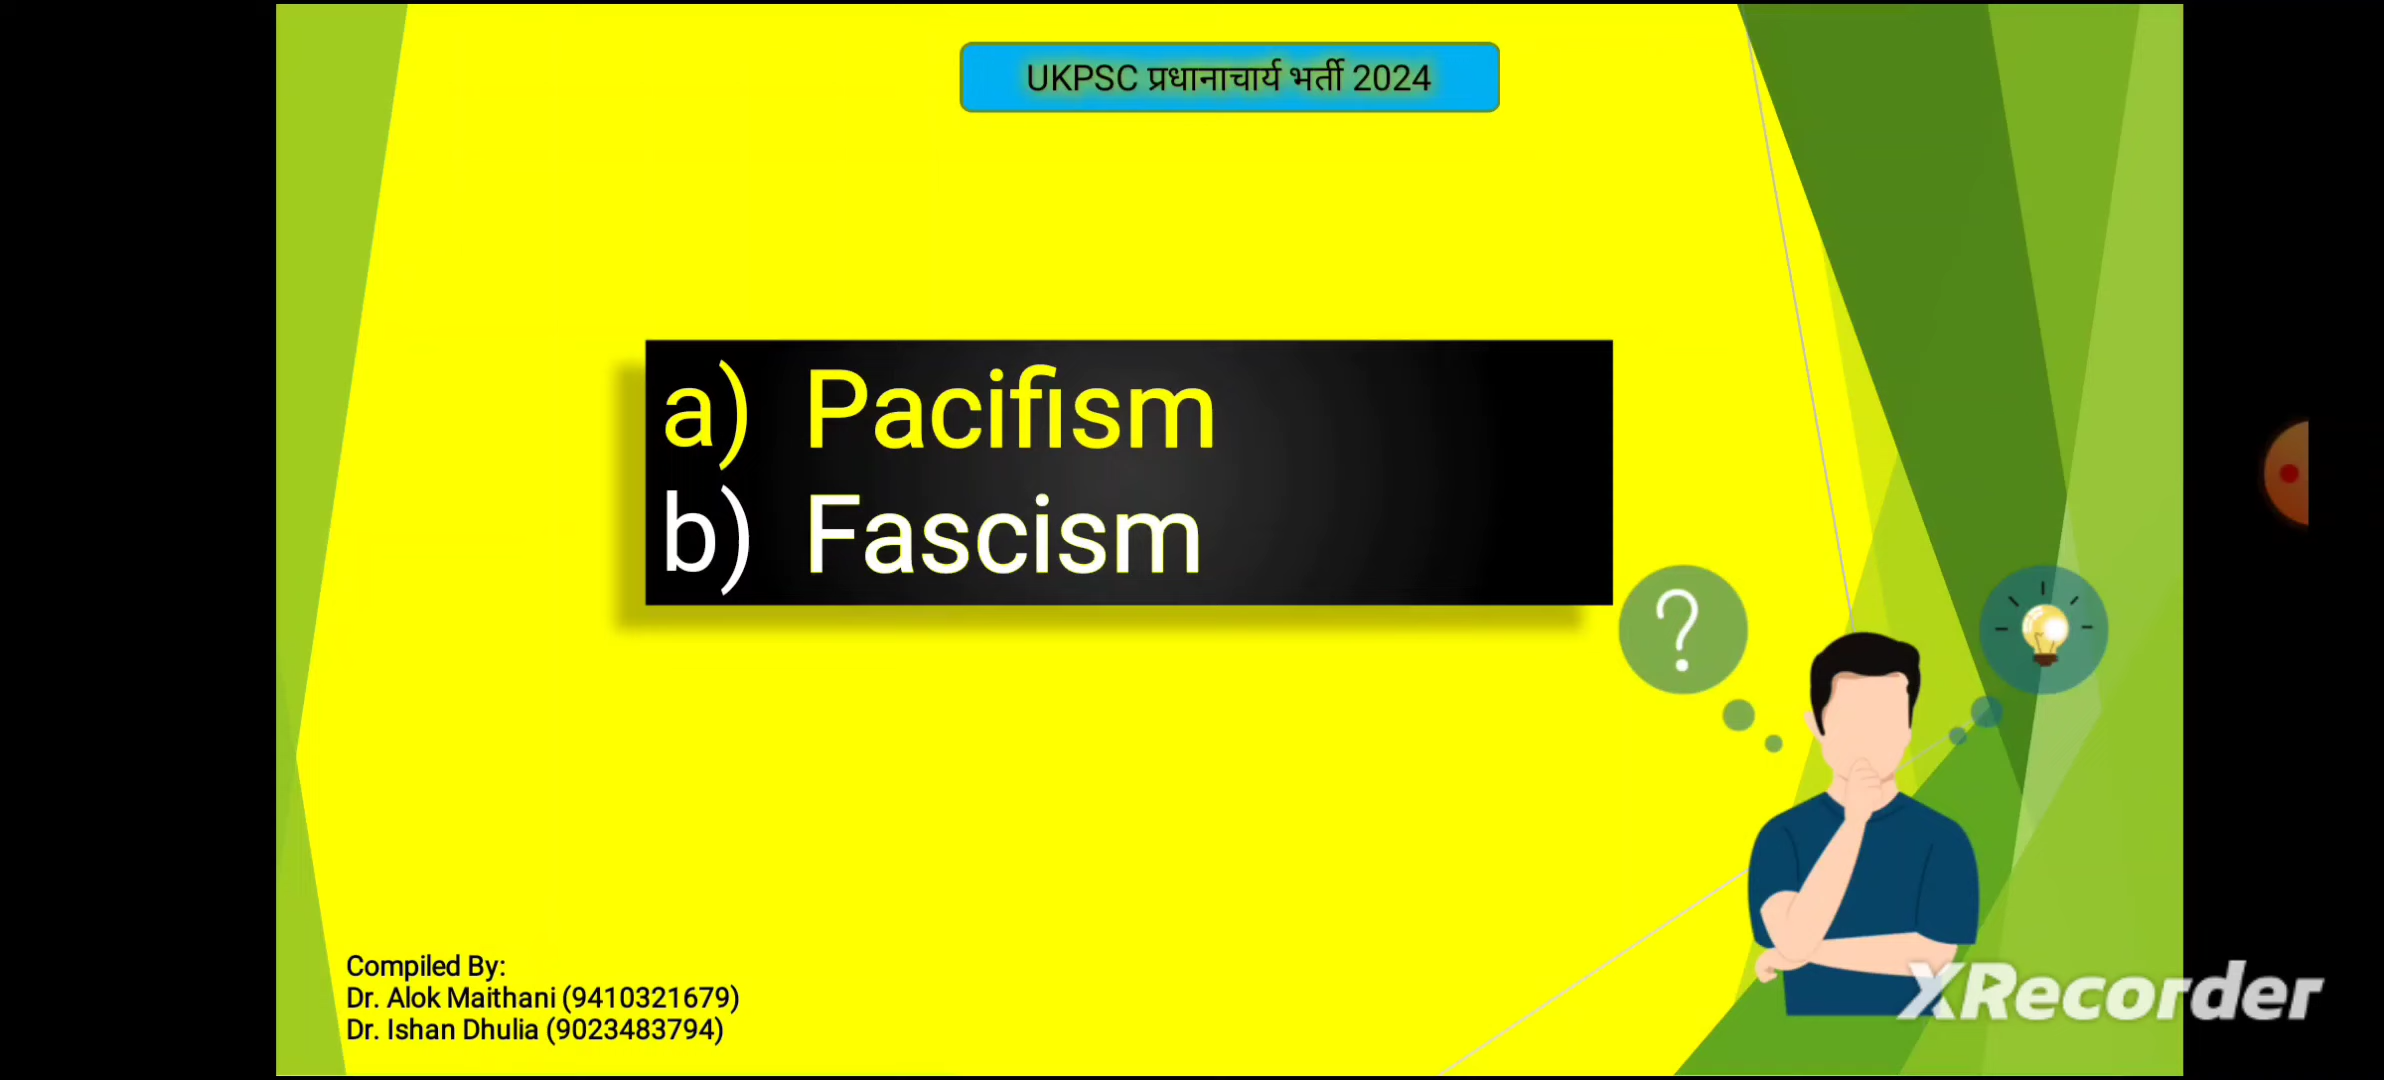 UKPSC प्रधानाचार्य भर्ती 2024
a) Pacifism
b) Fascism
?
Compiled By:
Dr. Alok Maithani (9410321679)
Dr. Ishan Dhulia (9023483794)
XRecorder